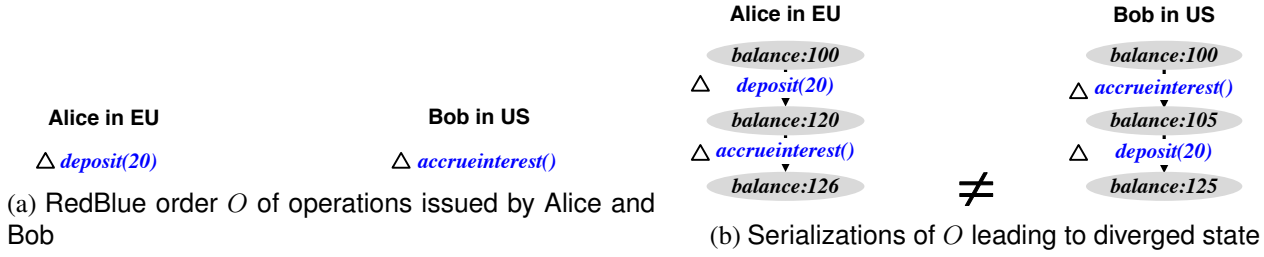 Alice in EU
Bob in US
△ deposit(20)
△ accrueinterest()
(a) RedBlue order O of operations issued by Alice and
Bob
Alice in EU
balance:100
△ deposit(20)
balance:120
△ accrueinterest()
balance:126
≠
Bob in US
balance:100
△ accrueinterest()
balance:105
△ deposit(20)
balance:125
(b) Serializations of O leading to diverged state